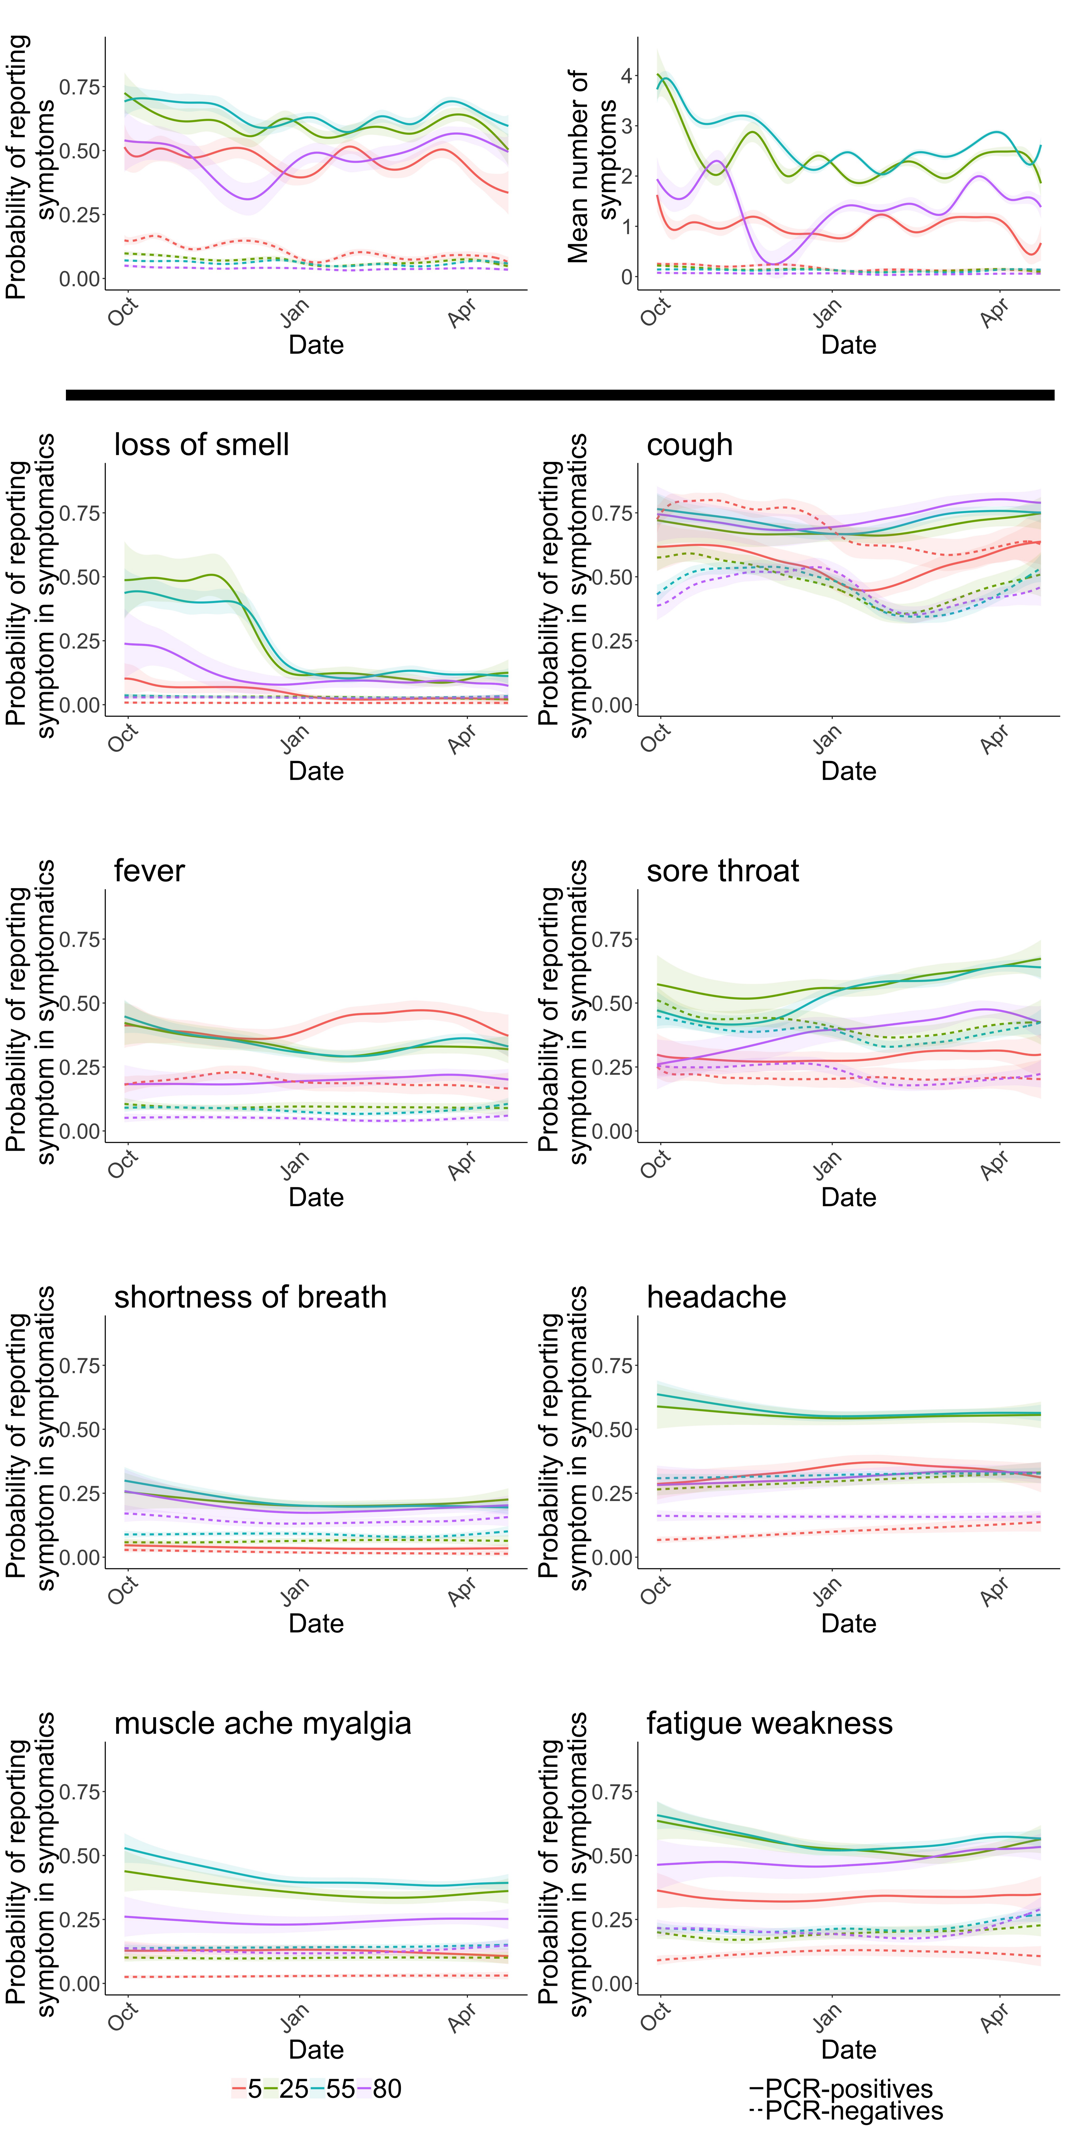 Probability of reporting
symptoms
0.75
0.50
0.25
0.00
Oct
Jan
Apr
Date
Mean number of
symptoms
4
3
2
1
0
Oct
Jan
Apr
Date
loss of smell
Probability of reporting
symptom in symptomatics
0.75
0.50
0.25
0.00
Oct
Jan
Apr
Date
cough
Probability of reporting
symptom in symptomatics
0.75
0.50
0.25
0.00
Oct
Jan
Apr
Date
fever
Probability of reporting
symptom in symptomatics
0.75
0.50
0.25
0.00
Oct
Jan
Apr
Date
sore throat
Probability of reporting
symptom in symptomatics
0.75
0.50
0.25
0.00
Oct
Jan
Apr
Date
shortness of breath
Probability of reporting
symptom in symptomatics
0.75
0.50
0.25
0.00
Oct
Jan
Apr
Date
headache
Probability of reporting
symptom in symptomatics
0.75
0.50
0.25
0.00
Oct
Jan
Apr
Date
muscle ache myalgia
Probability of reporting
symptom in symptomatics
0.75
0.50
0.25
0.00
Oct
Jan
Apr
Date
fatigue weakness
Probability of reporting
symptom in symptomatics
0.75
0.50
0.25
0.00
Oct
Jan
Apr
Date
5 25 55 80
PCR-positives
PCR-negatives